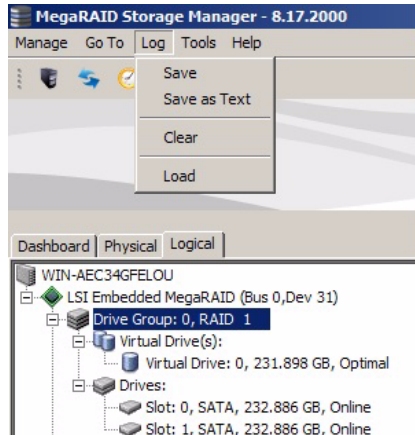 MegaRAID Storage Manager - 8.17.2000
Manage Go To Log Tools Help
Save
Save as Text
Clear
Load
Dashboard Physical Logical
WIN-AEC34GFELOU
LSI Embedded MegaRAID (Bus 0,Dev 31)
Drive Group: 0, RAID 1
Virtual Drive(s):
Virtual Drive: 0, 231.898 GB, Optimal
Drives:
Slot: 0, SATA, 232.886 GB, Online
Slot: 1, SATA, 232.886 GB, Online